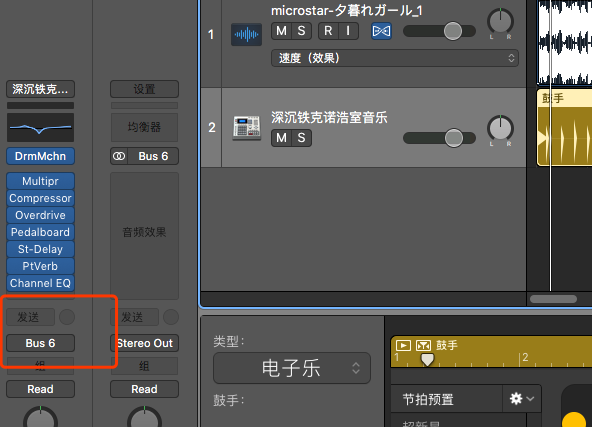 深沉铁克...
设置
均衡器
DrmMchn
Bus 6
Multipr
Compressor
Overdrive
Pedalboard
St-Delay
PtVerb
Channel EQ
音频效果
发送
发送
Bus 6
Stereo Out
组
组
Read
Read
1
microstar-夕暮れガール_1
M S R I
L R
速度（效果）
2
深沉铁克诺浩室音乐
M S
L R
鼓手
类型:
电子乐
鼓手:
鼓手
1
2
节拍预置